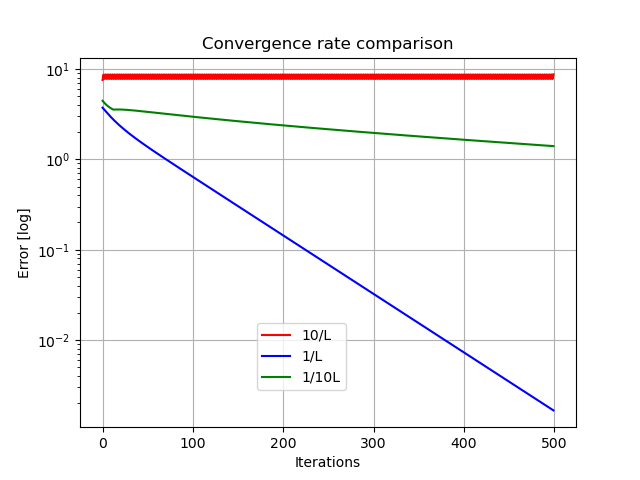 Convergence rate comparison
10¹
10⁰
10⁻¹
10⁻²
Error [log]
10/L
1/L
1/10L
0 100 200 300 400 500
Iterations